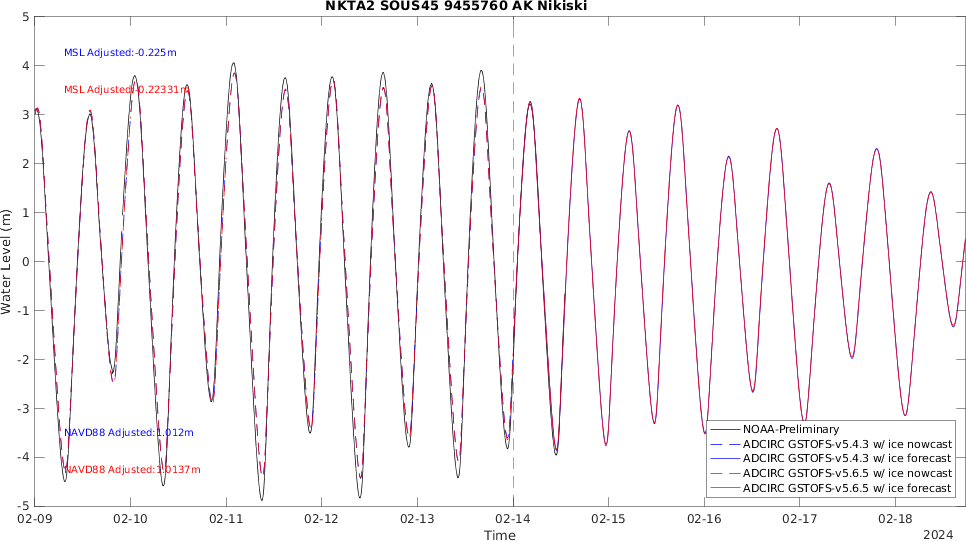 NKTA2 SOUS45 9455760 AK Nikiski
5
4
3
2
1
0
-1
-2
-3
-4
-5
Water Level (m)
MSL Adjusted:-0.225m
MSL Adjusted:-0.22331m
NAVD88 Adjusted:1.012m
NAVD88 Adjusted:1.0137m
NOAA-Preliminary
ADCIRC GSTOFS-v5.4.3 w/ ice nowcast
ADCIRC GSTOFS-v5.4.3 w/ ice forecast
ADCIRC GSTOFS-v5.6.5 w/ ice nowcast
ADCIRC GSTOFS-v5.6.5 w/ ice forecast
02-09 02-10 02-11 02-12 02-13 02-14 02-15 02-16 02-17 02-18
Time
2024